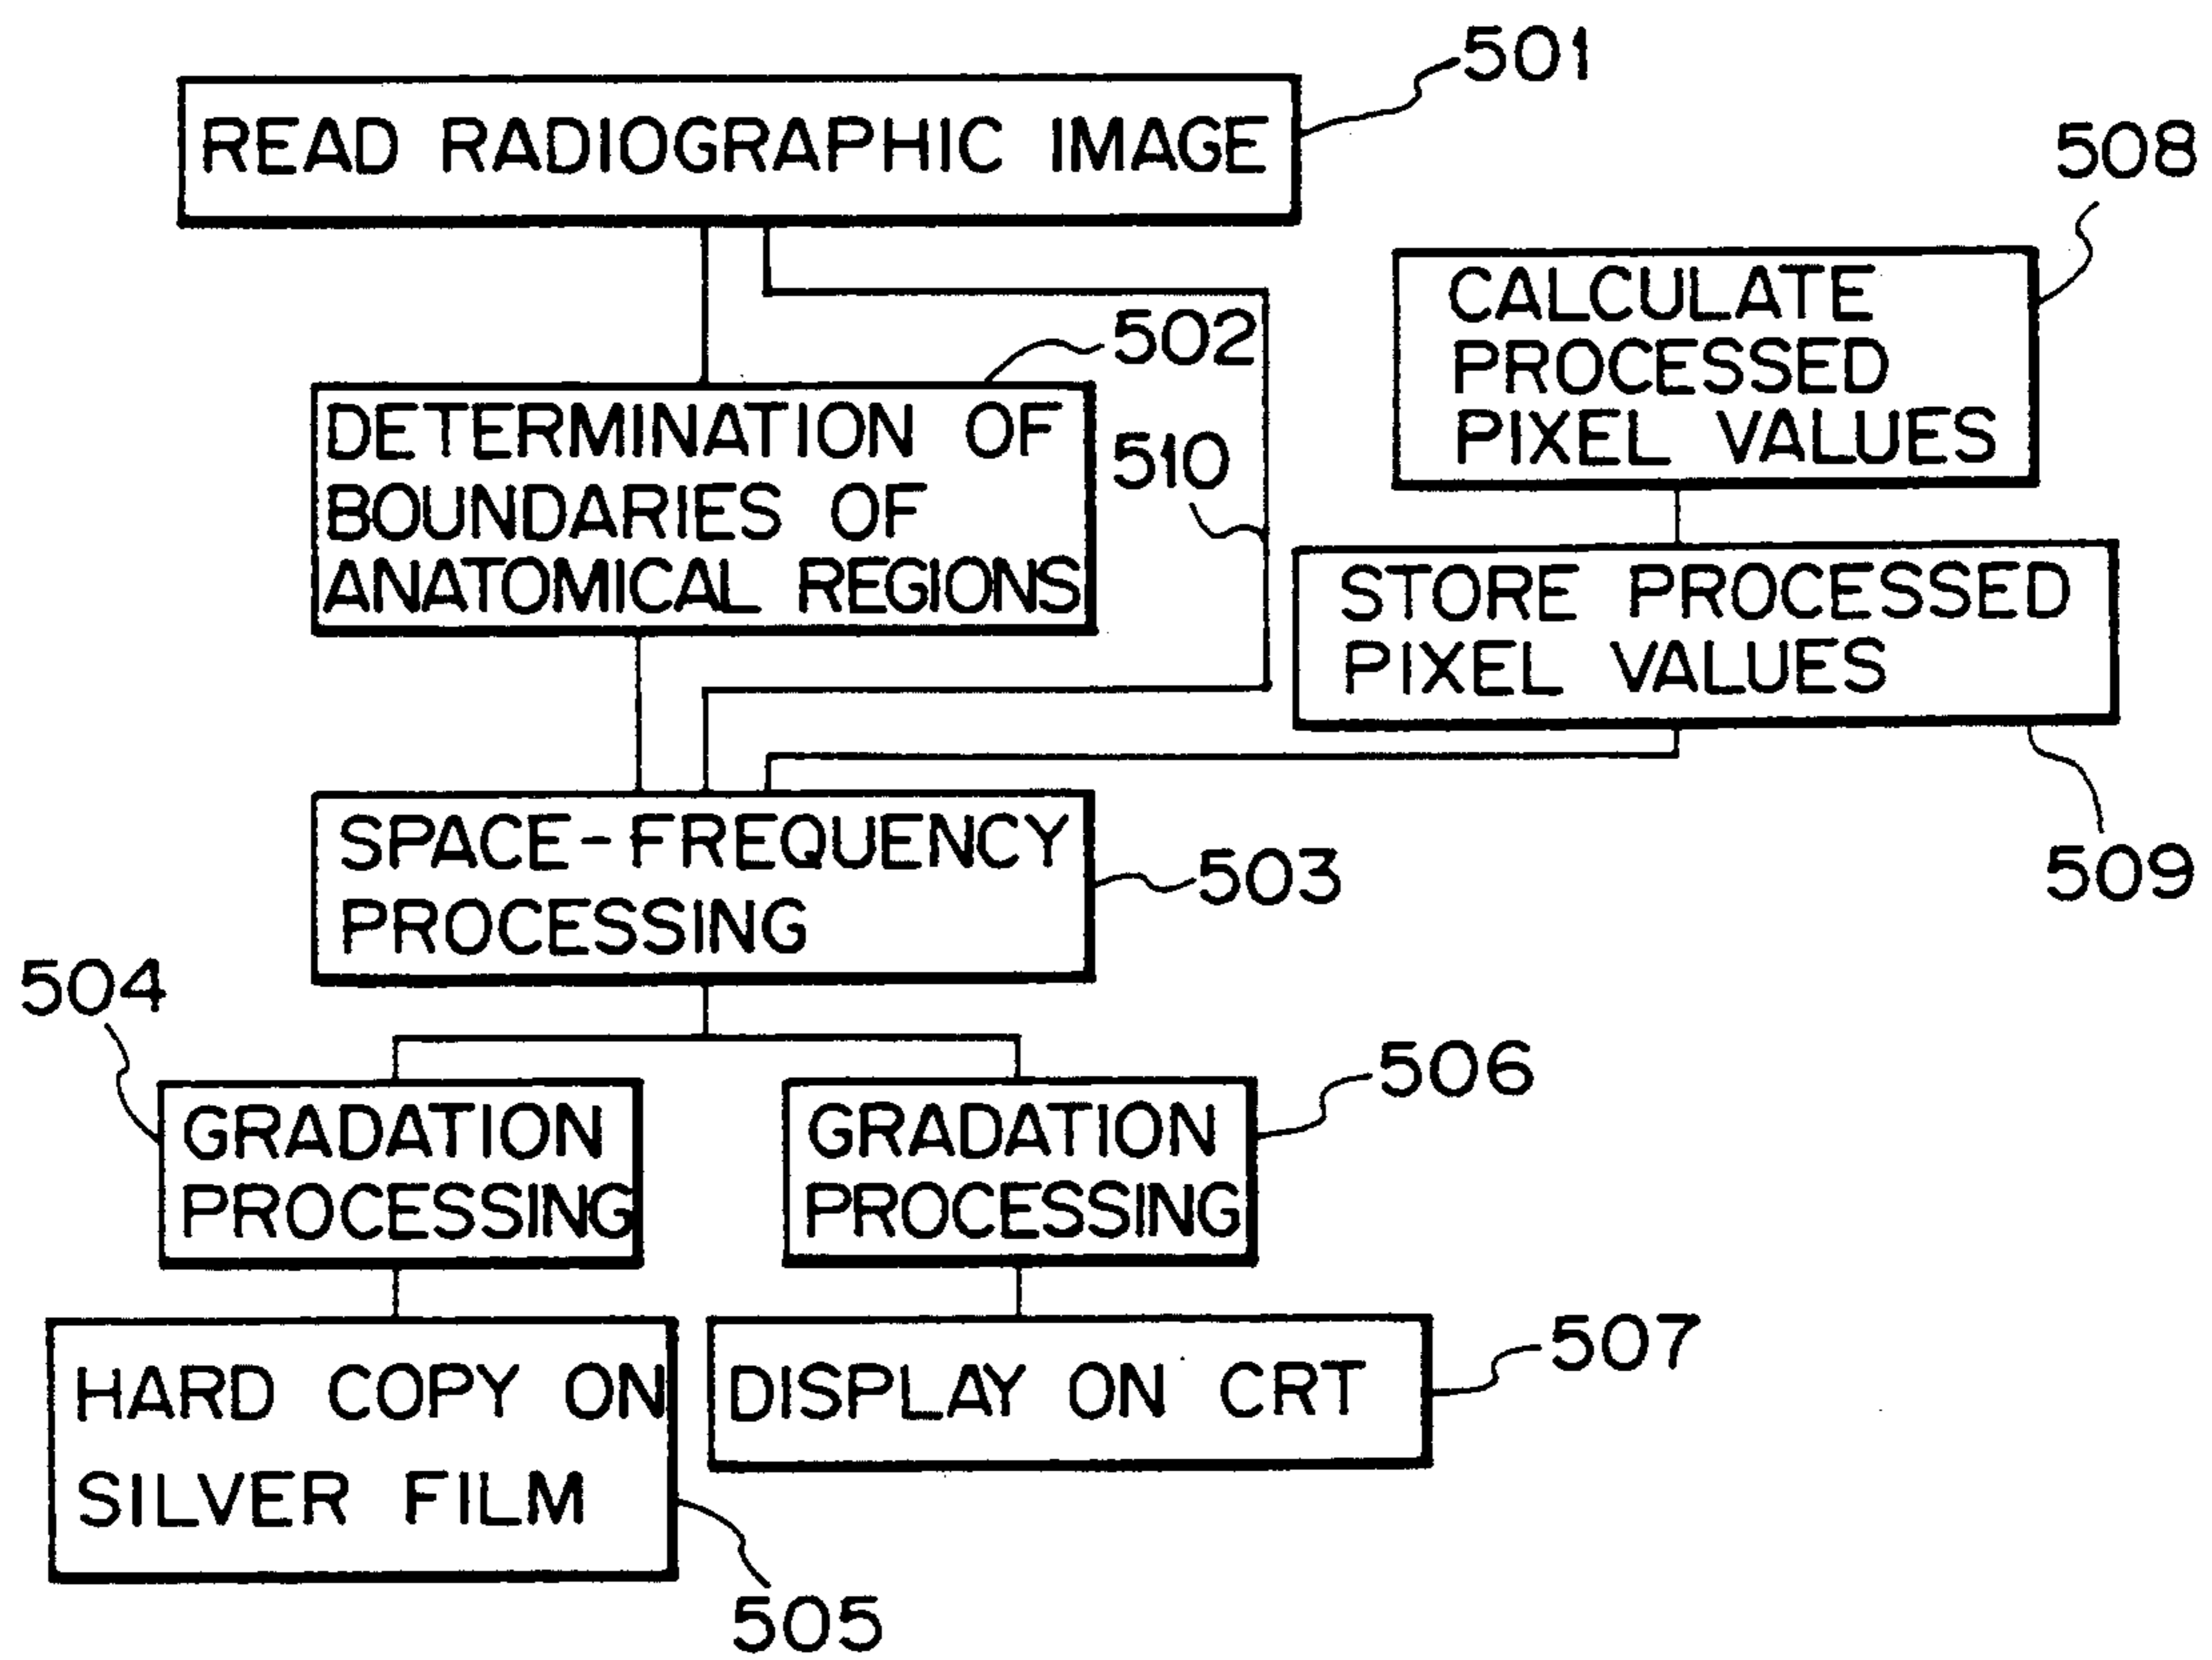 501
READ RADIOGRAPHIC IMAGE
508
CALCULATE
PROCESSED
PIXEL VALUES
502
DETERMINATION OF
BOUNDARIES OF
ANATOMICAL REGIONS
510
STORE PROCESSED
PIXEL VALUES
509
SPACE-FREQUENCY
PROCESSING
503
504
GRADATION
PROCESSING
506
GRADATION
PROCESSING
HARD COPY ON
SILVER FILM
505
507
DISPLAY ON CRT